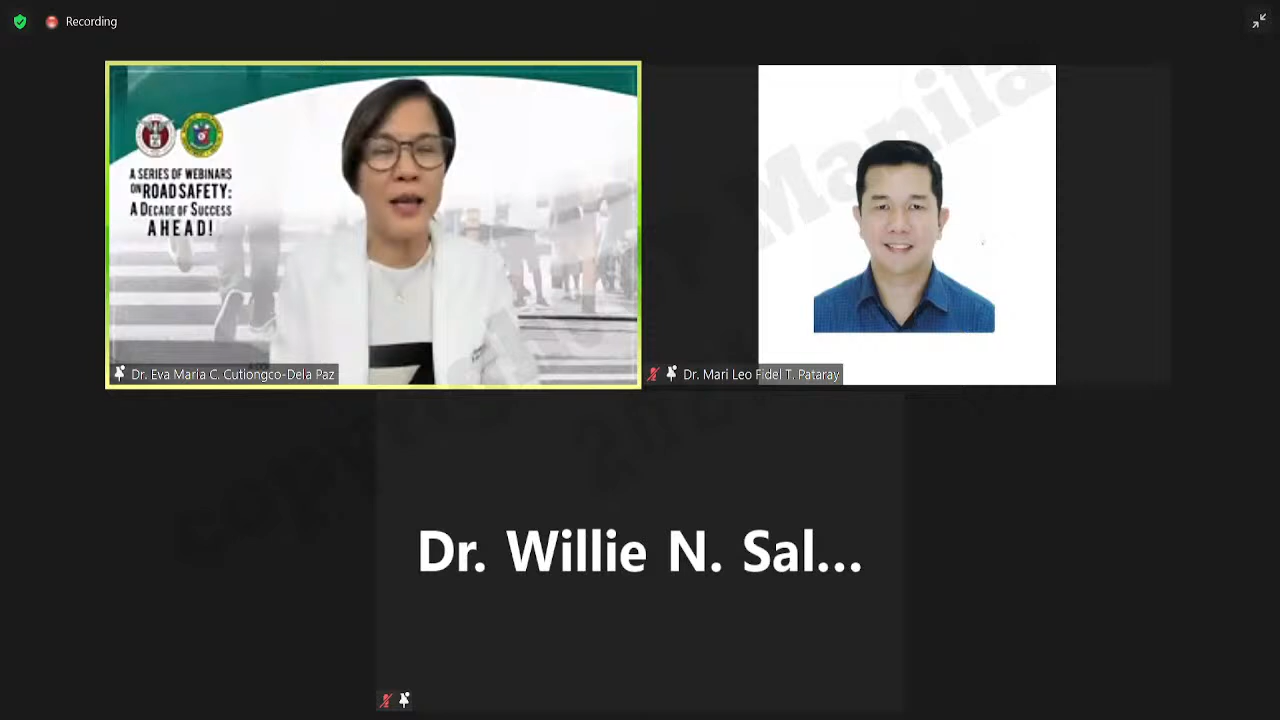 Recording
A SERIES OF WEBINARS
ON ROAD SAFETY:
A DECADE OF SUCCESS
AHEAD!
Dr. Eva Maria C. Cutiongco-Dela Paz
Dr. Mari Leo Fidel T. Pataray
Manila
Dr. Willie N. Sal...